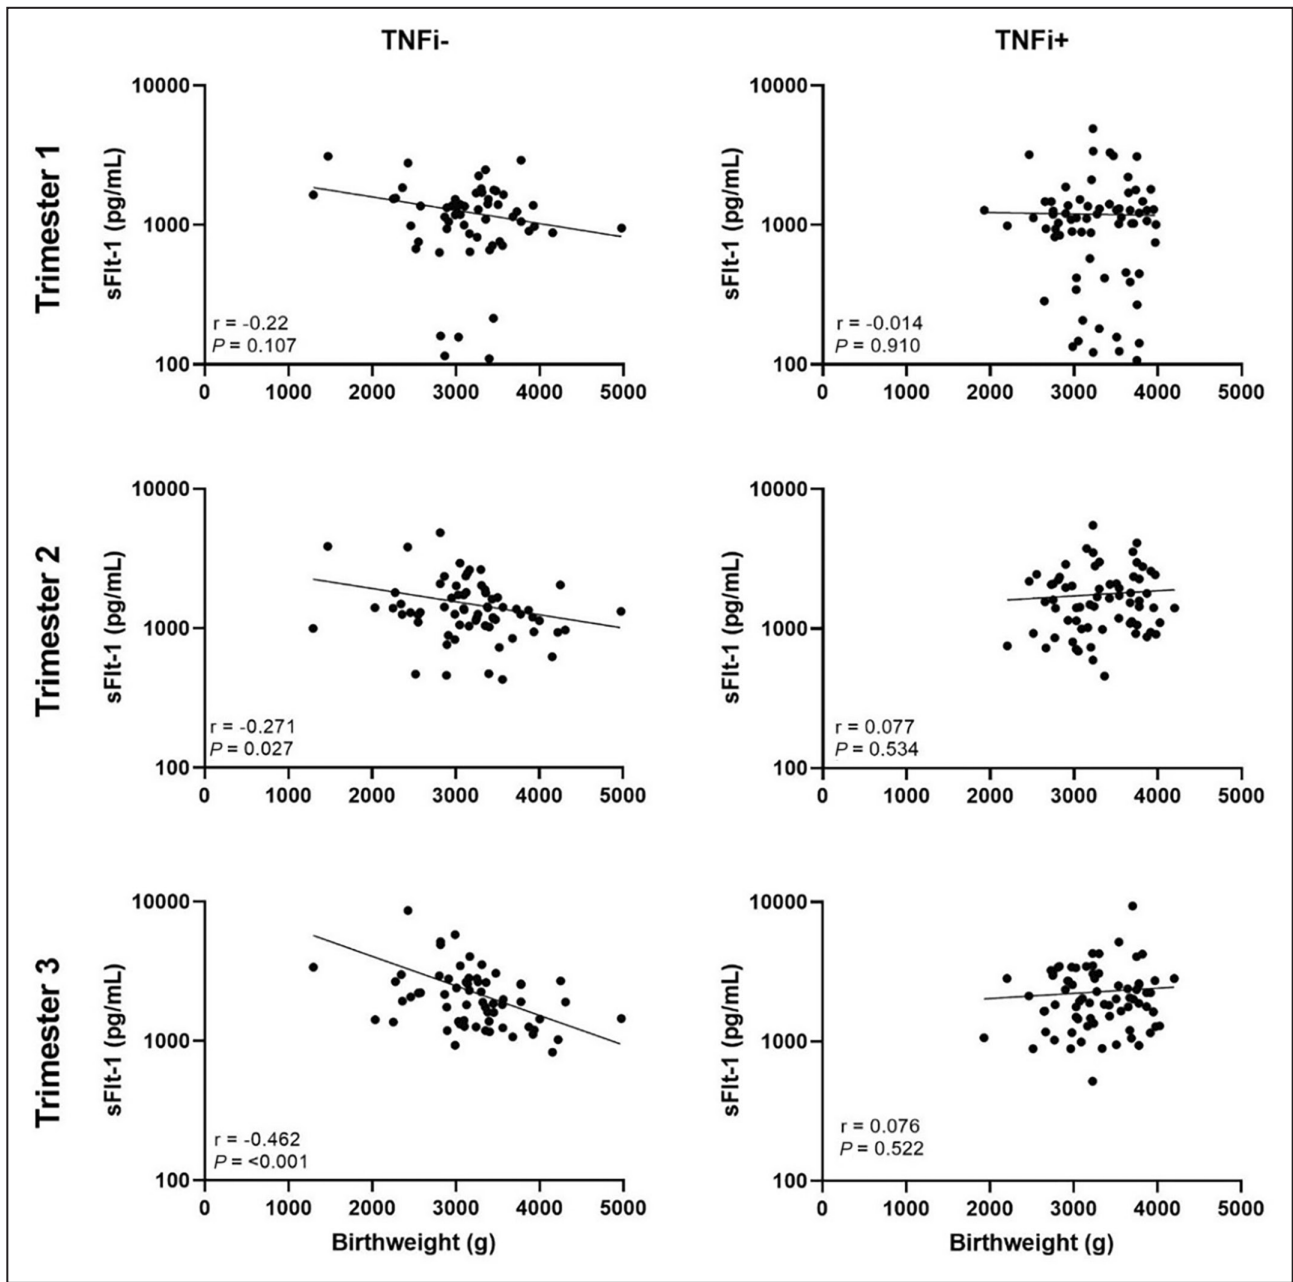 TNFi-
TNFi+
Trimester 1
sFlt-1 (pg/mL)
10000
1000
100
r = -0.22
P = 0.107
0 1000 2000 3000 4000 5000
sFlt-1 (pg/mL)
10000
1000
100
r = -0.014
P = 0.910
0 1000 2000 3000 4000 5000
Trimester 2
sFlt-1 (pg/mL)
10000
1000
100
r = -0.271
P = 0.027
0 1000 2000 3000 4000 5000
sFlt-1 (pg/mL)
10000
1000
100
r = 0.077
P = 0.534
0 1000 2000 3000 4000 5000
Trimester 3
sFlt-1 (pg/mL)
10000
1000
100
r = -0.462
P = <0.001
0 1000 2000 3000 4000 5000
Birthweight (g)
sFlt-1 (pg/mL)
10000
1000
100
r = 0.076
P = 0.522
0 1000 2000 3000 4000 5000
Birthweight (g)